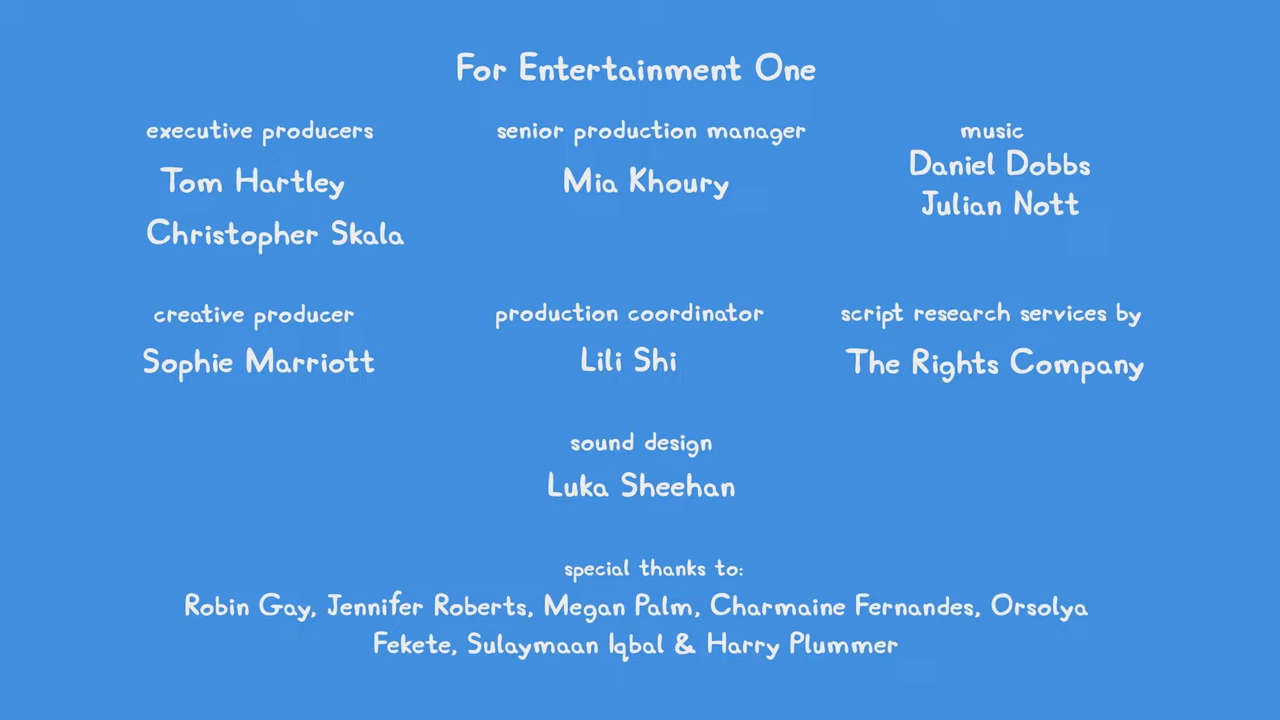 For Entertainment One
executive producers
Tom Hartley
Christopher Skala
senior production manager
Mia Khoury
music
Daniel Dobbs
Julian Nott
creative producer
Sophie Marriott
production coordinator
Lili Shi
script research services by
The Rights Company
sound design
Luka Sheehan
special thanks to:
Robin Gay, Jennifer Roberts, Megan Palm, Charmaine Fernandes, Orsolya
Fekete, Sulaymaan Iqbal & Harry Plummer